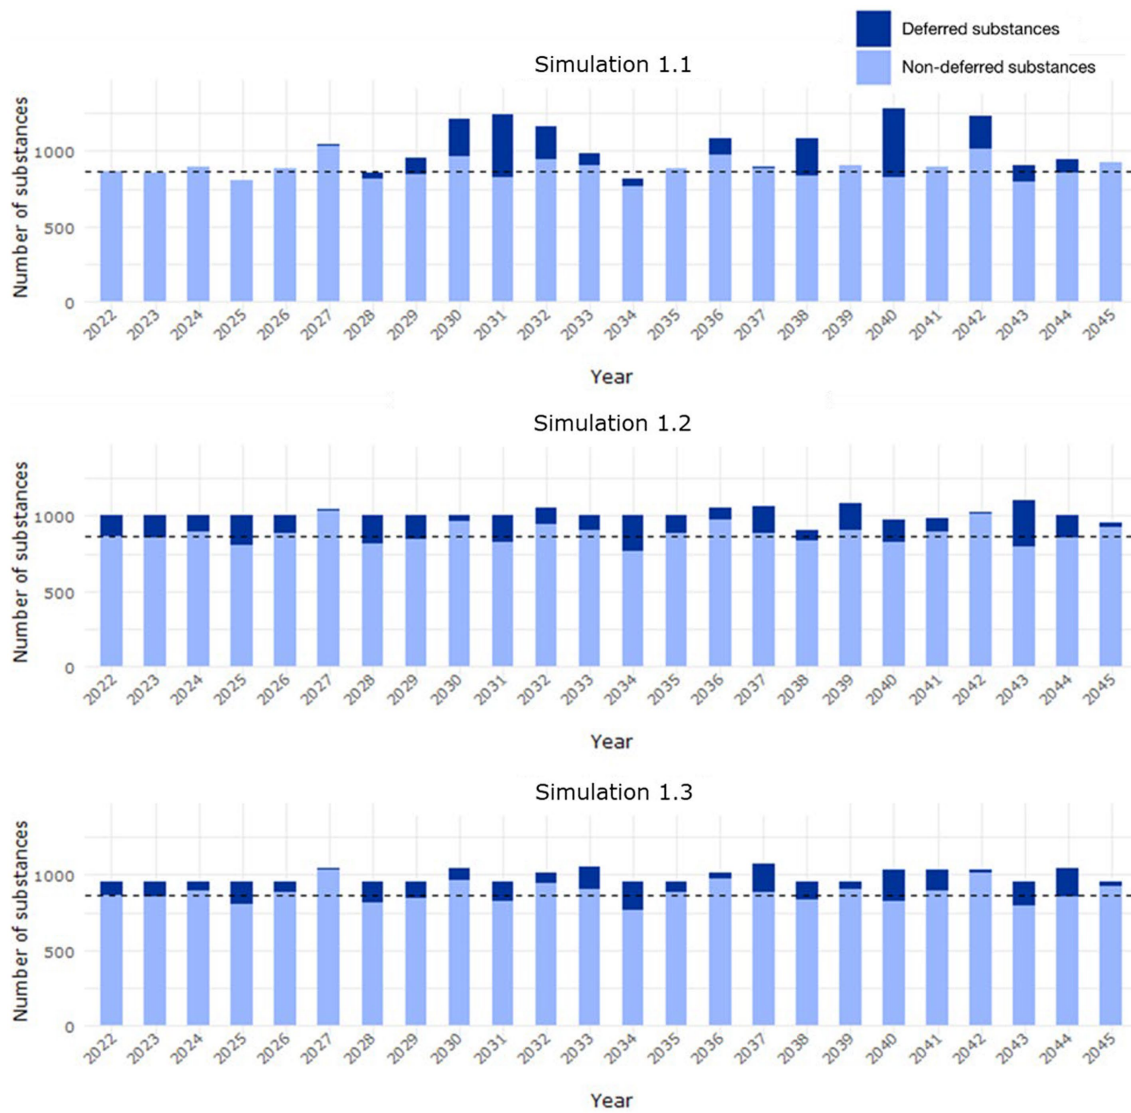 Deferred substances
Non-deferred substances
Simulation 1.1
Number of substances
1000
500
0
2022 2023 2024 2025 2026 2027 2028 2029 2030 2031 2032 2033 2034 2035 2036 2037 2038 2039 2040 2041 2042 2043 2044 2045
Year
Simulation 1.2
Number of substances
1000
500
0
2022 2023 2024 2025 2026 2027 2028 2029 2030 2031 2032 2033 2034 2035 2036 2037 2038 2039 2040 2041 2042 2043 2044 2045
Year
Simulation 1.3
Number of substances
1000
500
0
2022 2023 2024 2025 2026 2027 2028 2029 2030 2031 2032 2033 2034 2035 2036 2037 2038 2039 2040 2041 2042 2043 2044 2045
Year